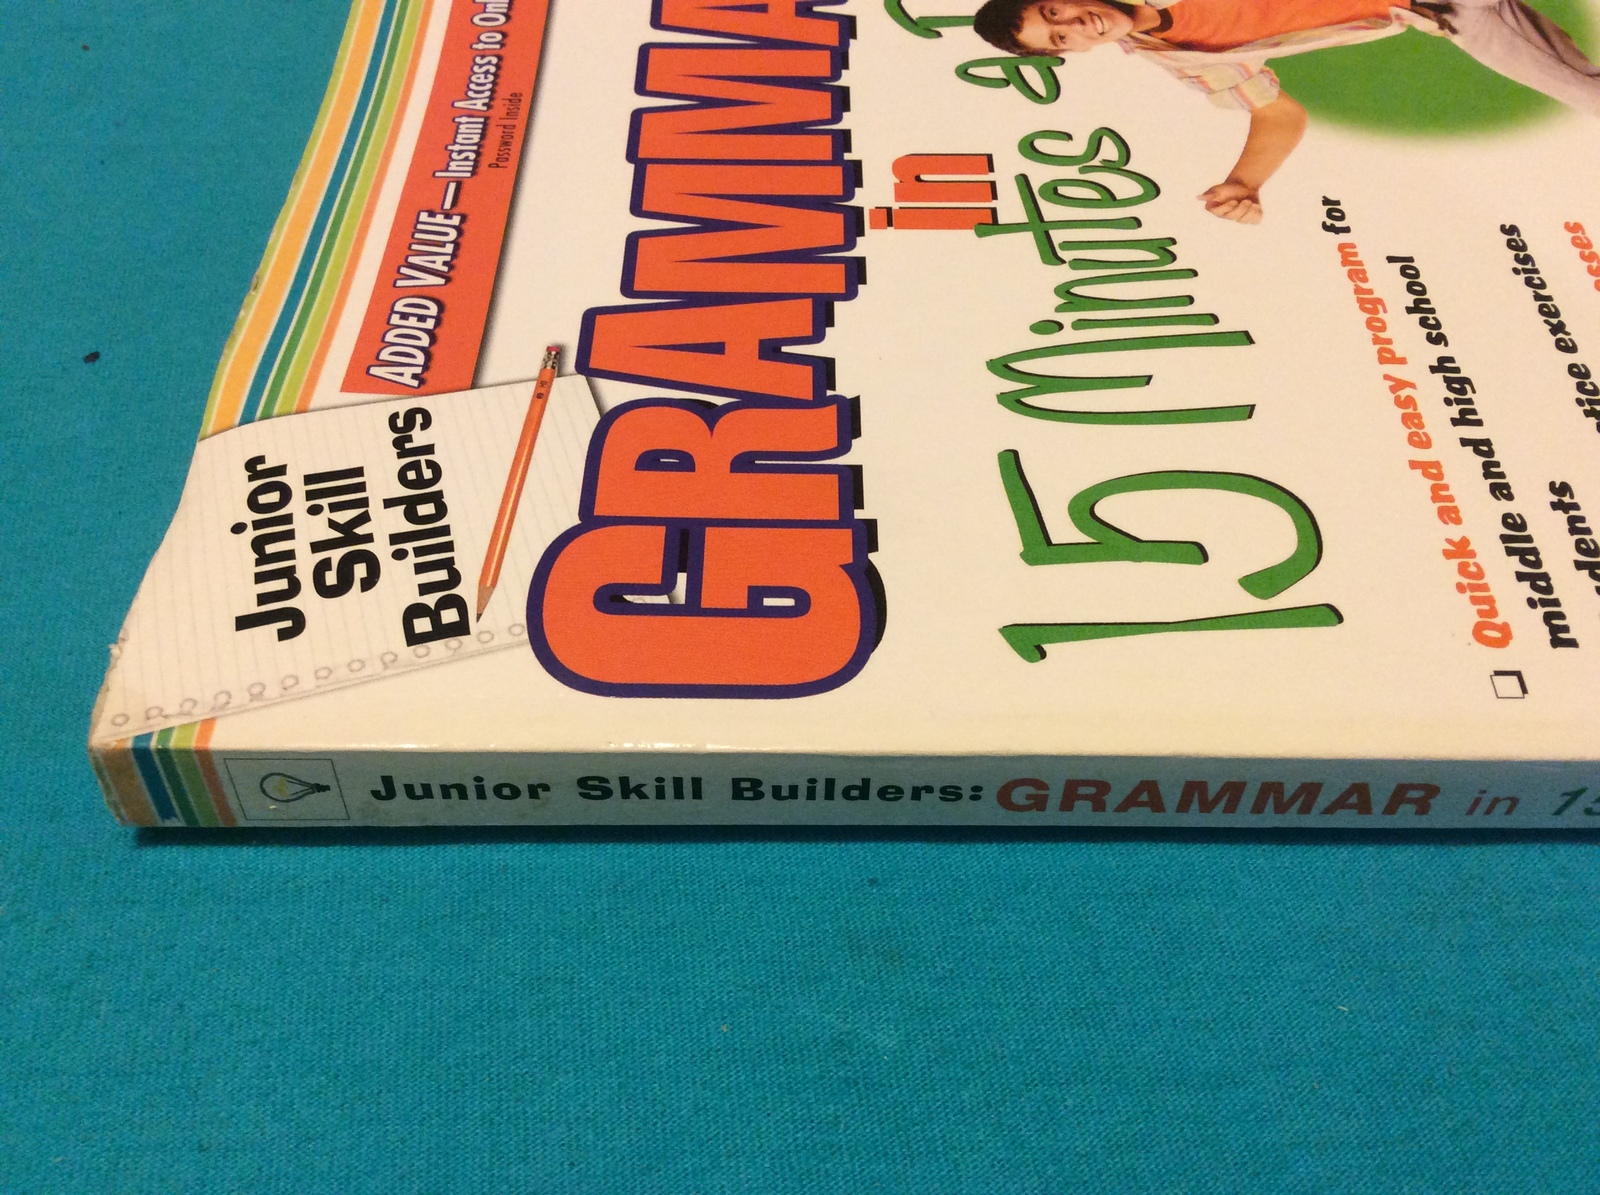 Junior
Skill
Builders
ADDED VALUE—Instant Access to
Password Inside
in
15 Minutes a
Quick and easy program for
middle and high school
exercises
Junior Skill Builders: GRAMMAR in